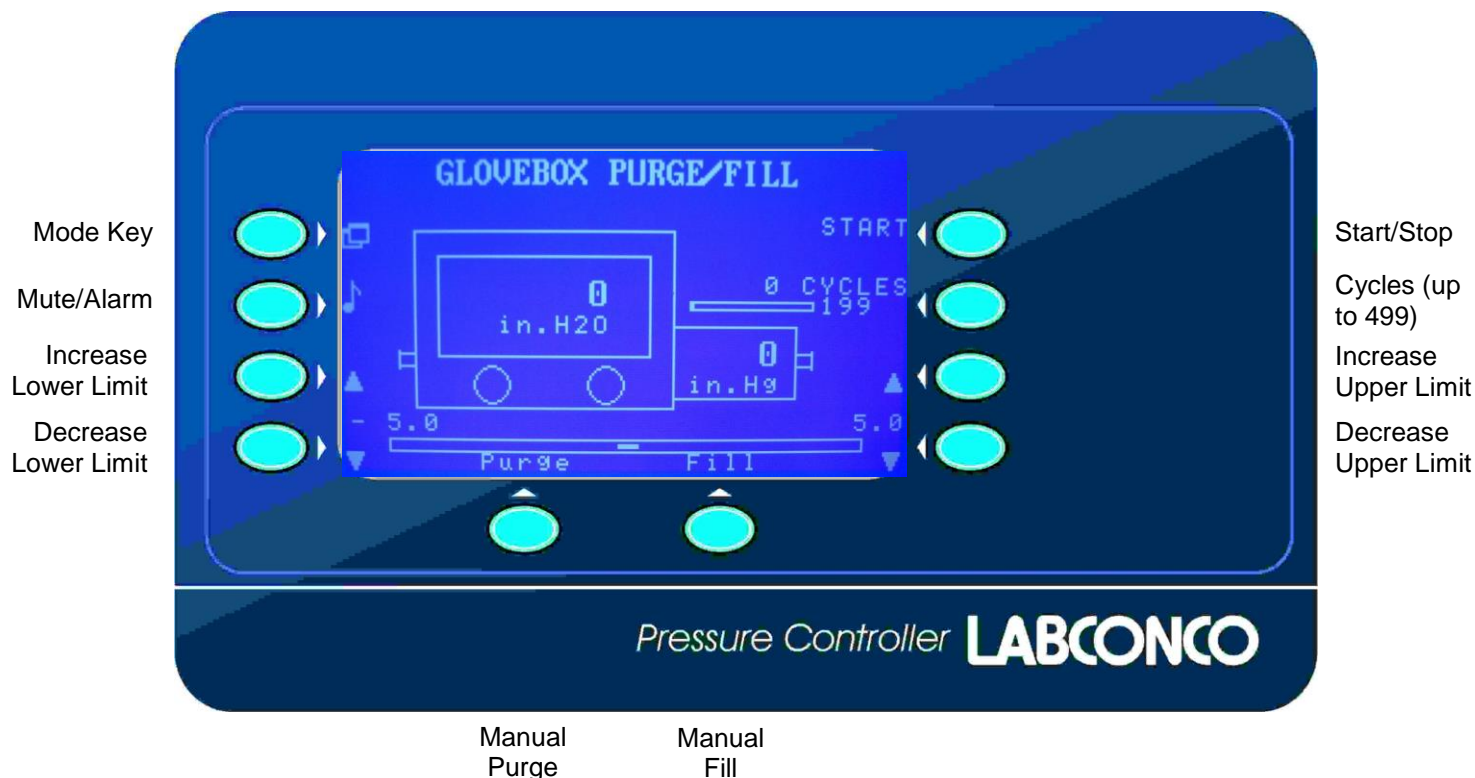 GLOVEBOX PURGE/FILL
Mode Key
START
Start/Stop
Mute/Alarm
0 CYCLES
199
Cycles (up
to 499)
0
in.H2O
Increase
Lower Limit
0
in.Hg
Increase
Upper Limit
Decrease
Lower Limit
- 5.0
5.0
Decrease
Upper Limit
Purge
Fill
Pressure Controller LABCONCO
Manual
Purge
Manual
Fill